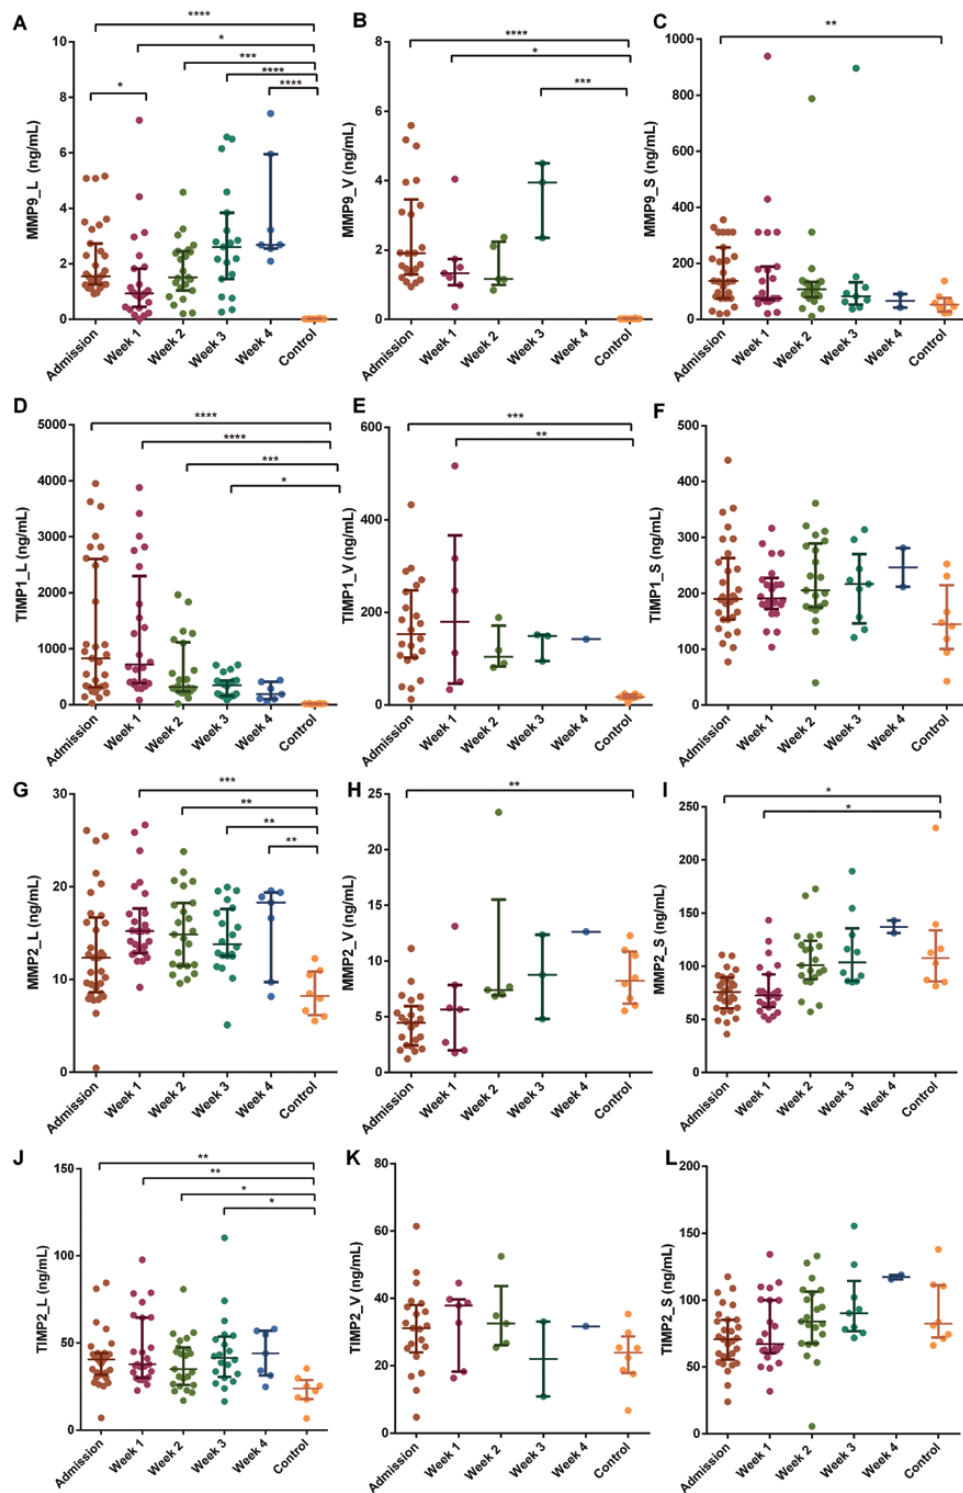 A
****
*
***
****
****
*
MMP9_L (ng/mL)
10
8
6
4
2
0
Admission
Week 1
Week 2
Week 3
Week 4
Control
B
****
*
***
MMP9_V (ng/mL)
8
6
4
2
0
Admission
Week 1
Week 2
Week 3
Week 4
Control
C
**
MMP9_S (ng/mL)
1000
800
600
400
200
0
Admission
Week 1
Week 2
Week 3
Week 4
Control
D
****
****
***
*
TIMP1_L (ng/mL)
5000
4000
3000
2000
1000
0
Admission
Week 1
Week 2
Week 3
Week 4
Control
E
***
**
TIMP1_V (ng/mL)
600
400
200
0
Admission
Week 1
Week 2
Week 3
Week 4
Control
F
TIMP1_S (ng/mL)
500
400
300
200
100
0
Admission
Week 1
Week 2
Week 3
Week 4
Control
G
***
**
**
**
MMP2_L (ng/mL)
30
20
10
0
Admission
Week 1
Week 2
Week 3
Week 4
Control
H
**
MMP2_V (ng/mL)
25
20
15
10
5
0
Admission
Week 1
Week 2
Week 3
Week 4
Control
I
*
*
MMP2_S (ng/mL)
250
200
150
100
50
0
Admission
Week 1
Week 2
Week 3
Week 4
Control
J
**
**
*
*
TIMP2_L (ng/mL)
150
100
50
0
Admission
Week 1
Week 2
Week 3
Week 4
Control
K
TIMP2_V (ng/mL)
80
60
40
20
0
Admission
Week 1
Week 2
Week 3
Week 4
Control
L
TIMP2_S (ng/mL)
200
150
100
50
0
Admission
Week 1
Week 2
Week 3
Week 4
Control